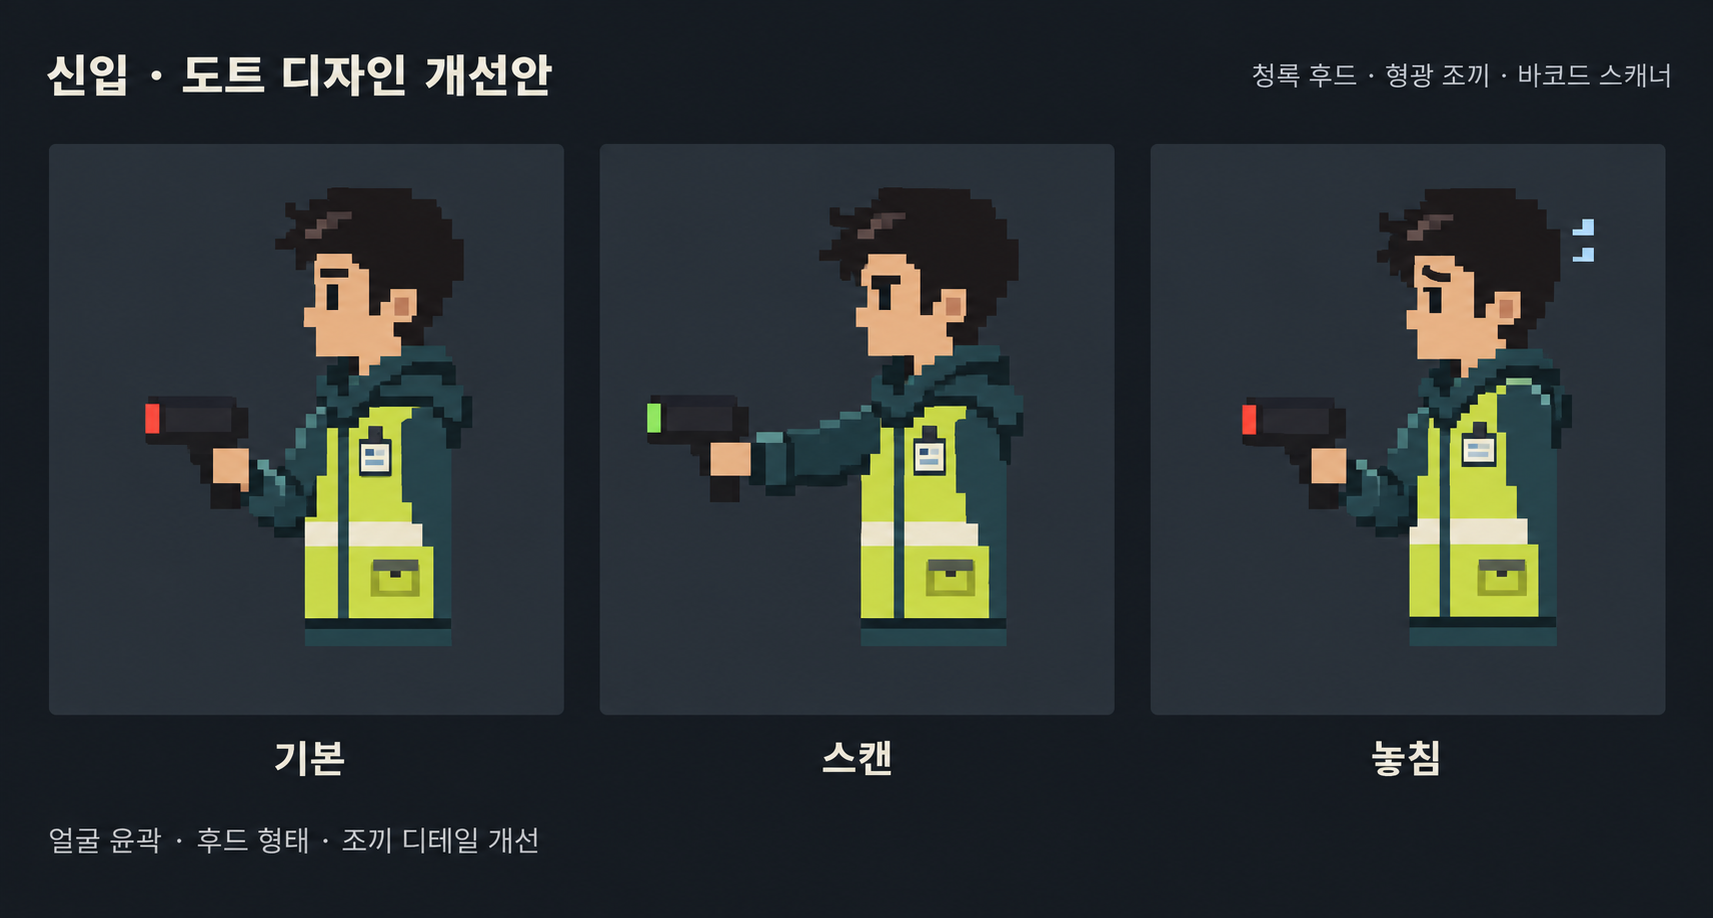 신입 · 도트 디자인 개선안
청록 후드 · 형광 조끼 · 바코드 스캐너
기본
스캔
놓침
얼굴 윤곽 · 후드 형태 · 조끼 디테일 개선